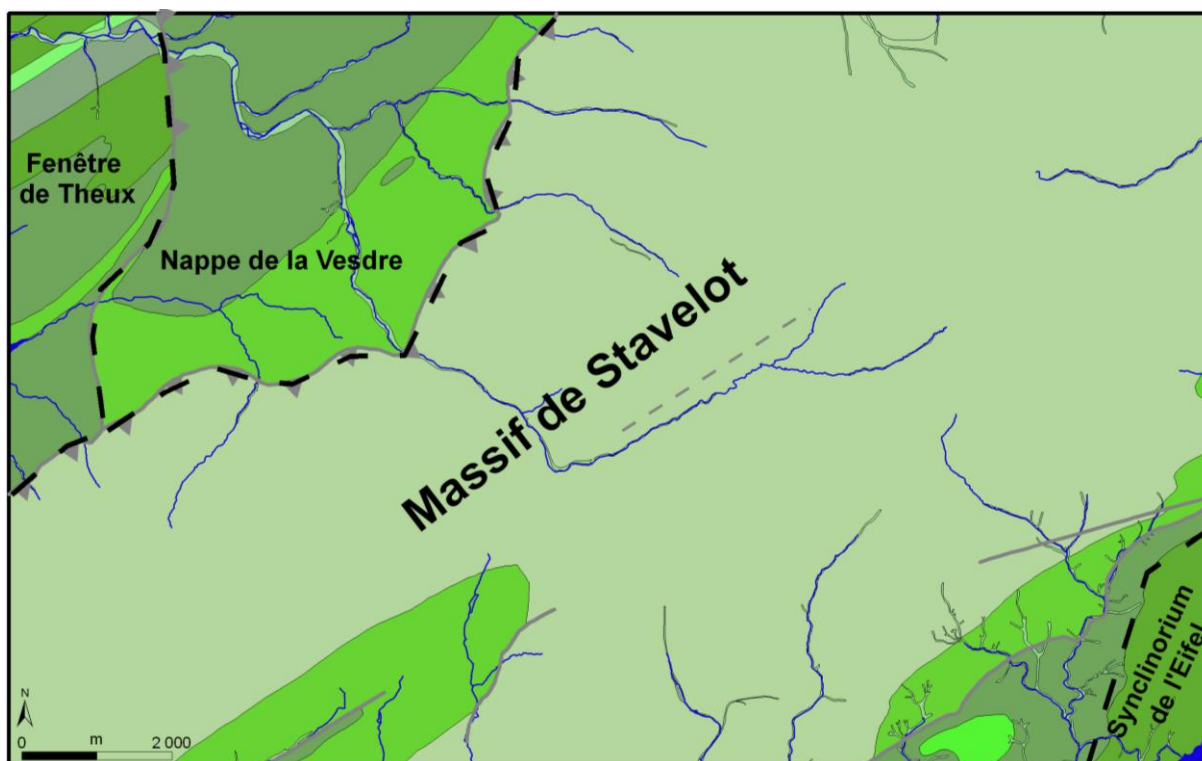 Fenêtre
de Theux
Nappe de la Vesdre
Massif de Stavelot
Synclinorium
de l'Eifel
N
0 m 2 000